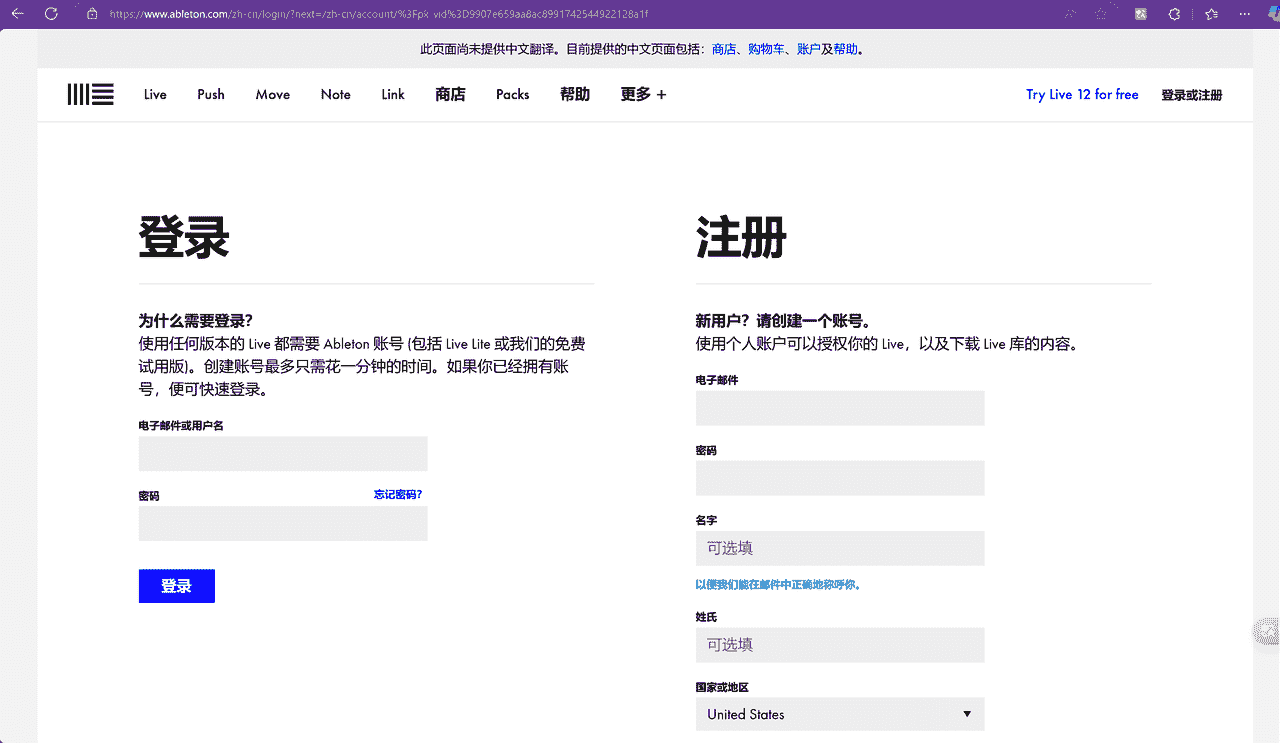 https://www.ableton.com/zh-cn/login/?next=/zh-cn/account/%3Fpk_vid%3D9907e659aa8ac8991742544922128a1f
此页面尚未提供中文翻译。目前提供的中文页面包括：商店、购物车、账户及帮助。
Live Push Move Note Link 商店 Packs 帮助 更多 + Try Live 12 for free 登录或注册
登录
为什么需要登录?
使用任何版本的 Live 都需要 Ableton 账号 (包括 Live Lite 或我们的免费
试用版)。创建账号最多只需花一分钟的时间。如果你已经拥有账
号，便可快速登录。
电子邮件或用户名
密码 忘记密码?
登录
注册
新用户？请创建一个账号。
使用个人账户可以授权你的 Live，以及下载 Live 库的内容。
电子邮件
密码
名字
可选填
以便我们能在邮件中正确地称呼你。
姓氏
可选填
国家或地区
United States